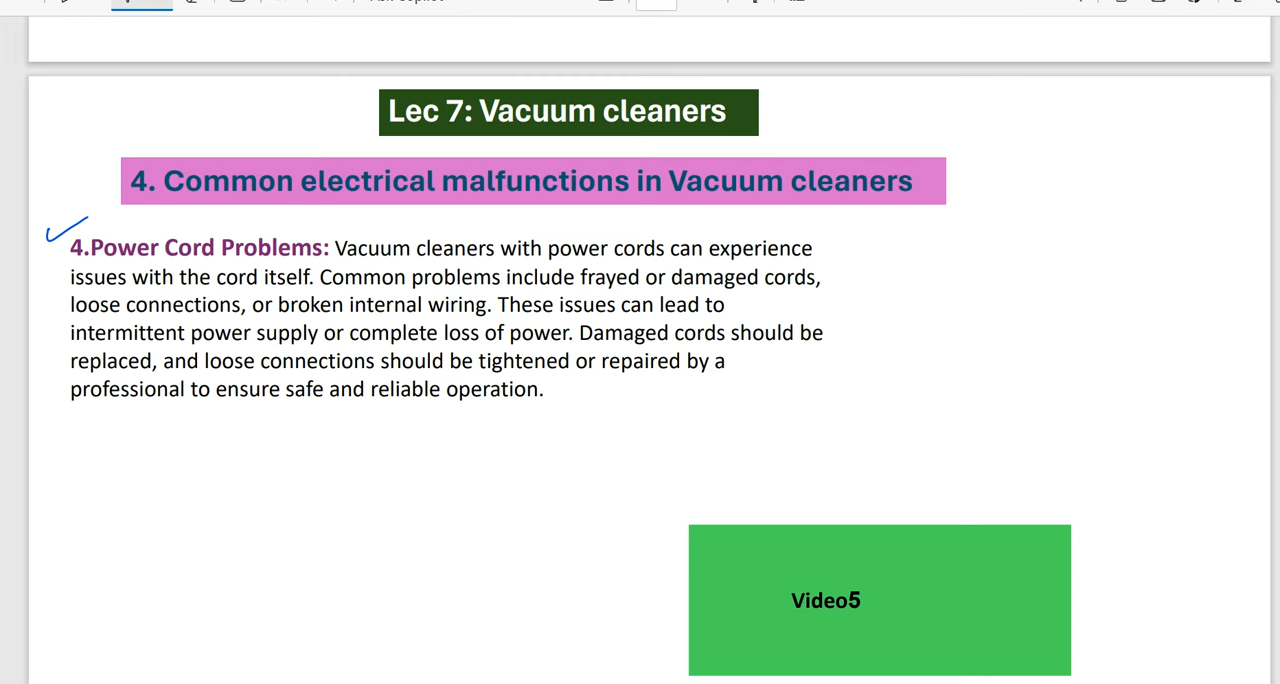 Lec 7: Vacuum cleaners
4. Common electrical malfunctions in Vacuum cleaners
4.Power Cord Problems: Vacuum cleaners with power cords can experience
issues with the cord itself. Common problems include frayed or damaged cords,
loose connections, or broken internal wiring. These issues can lead to
intermittent power supply or complete loss of power. Damaged cords should be
replaced, and loose connections should be tightened or repaired by a
professional to ensure safe and reliable operation.
Video5